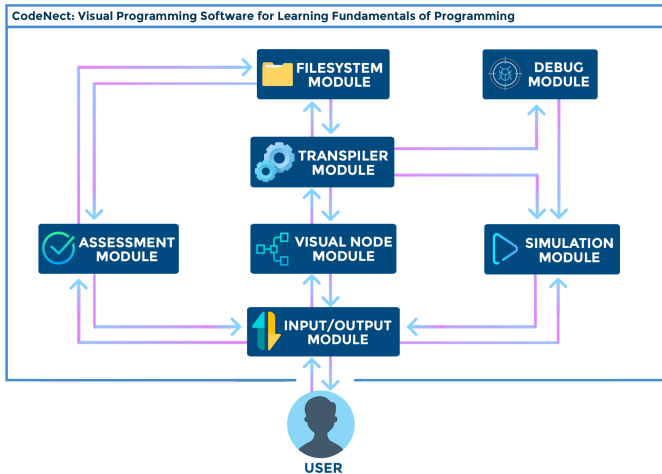 CodeNect: Visual Programming Software for Learning Fundamentals of Programming
FILESYSTEM
MODULE
DEBUG
MODULE
TRANSPILER
MODULE
ASSESSMENT
MODULE
VISUAL NODE
MODULE
SIMULATION
MODULE
INPUT/OUTPUT
MODULE
USER